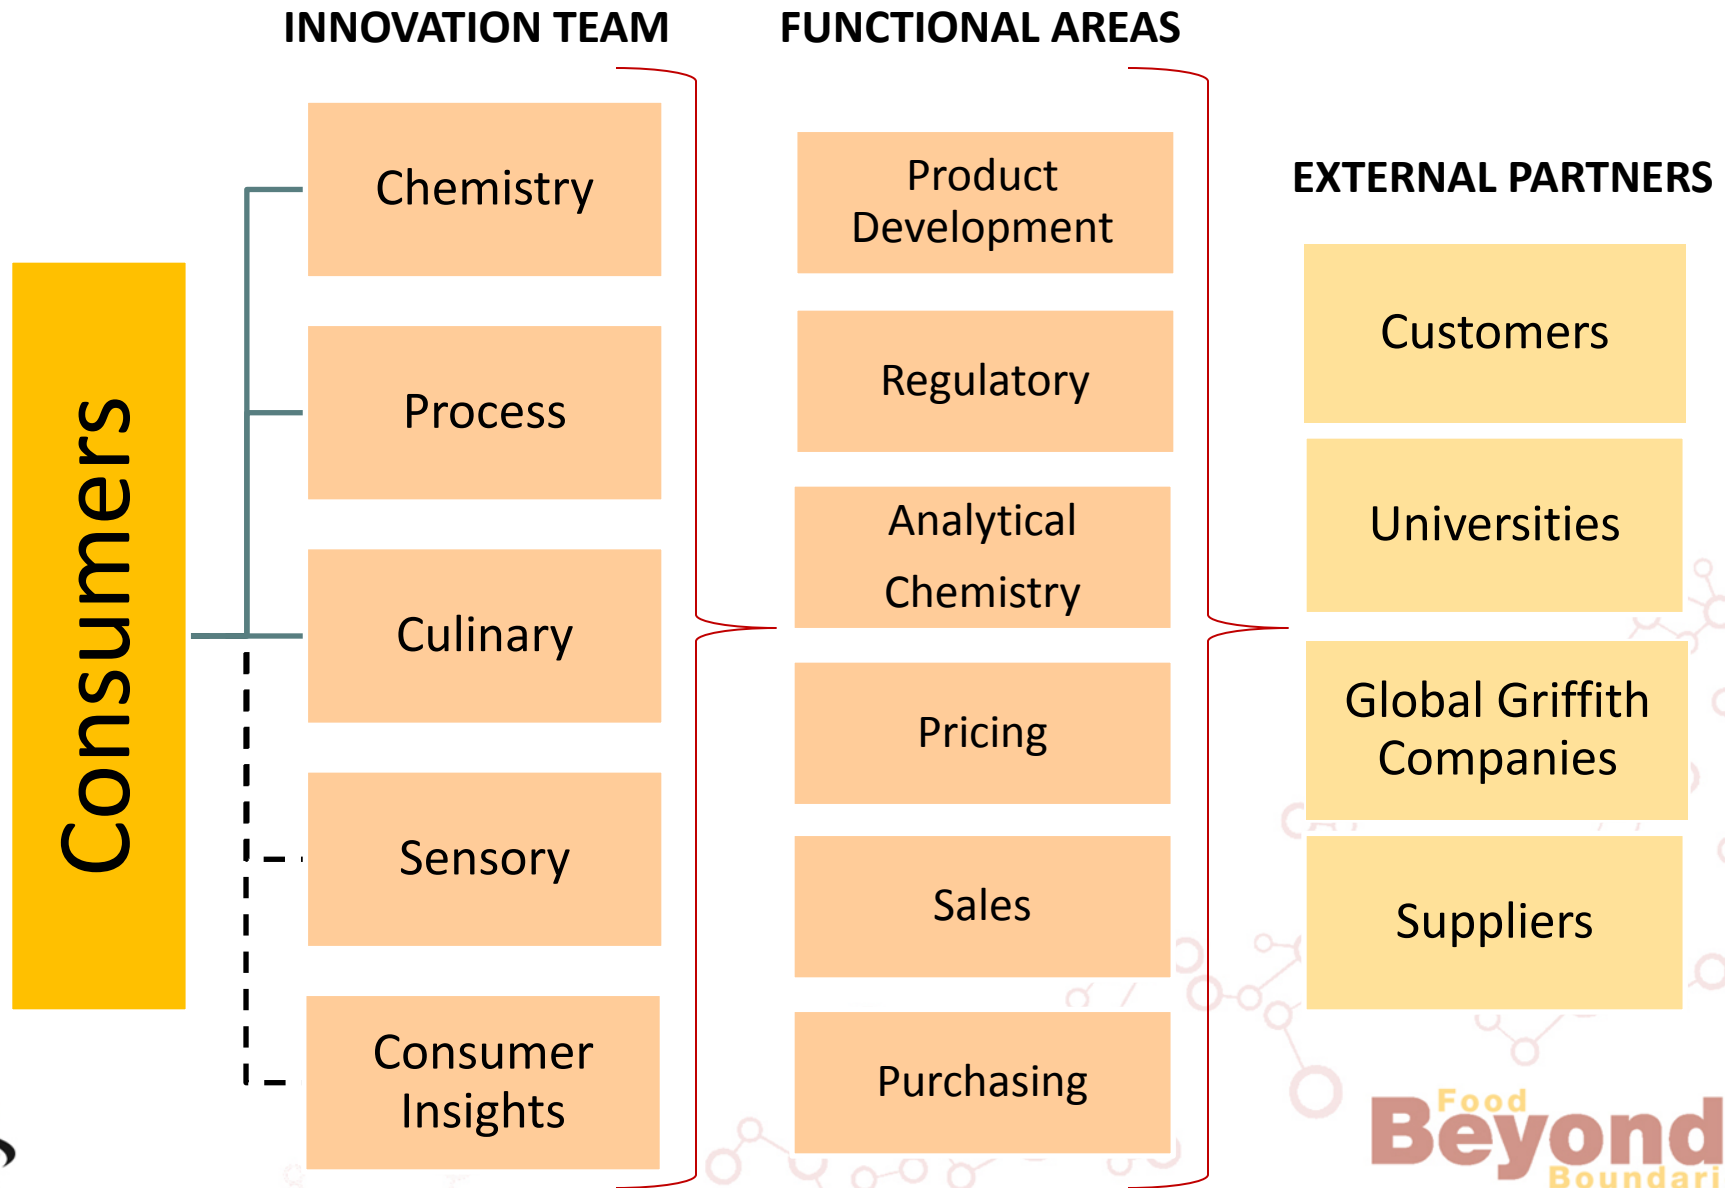 INNOVATION TEAM
FUNCTIONAL AREAS
EXTERNAL PARTNERS
Consumers
Chemistry
Process
Culinary
Sensory
Consumer
Insights
Product
Development
Regulatory
Analytical
Chemistry
Pricing
Sales
Purchasing
Customers
Universities
Global Griffith
Companies
Suppliers
Food
Beyond
Boundari